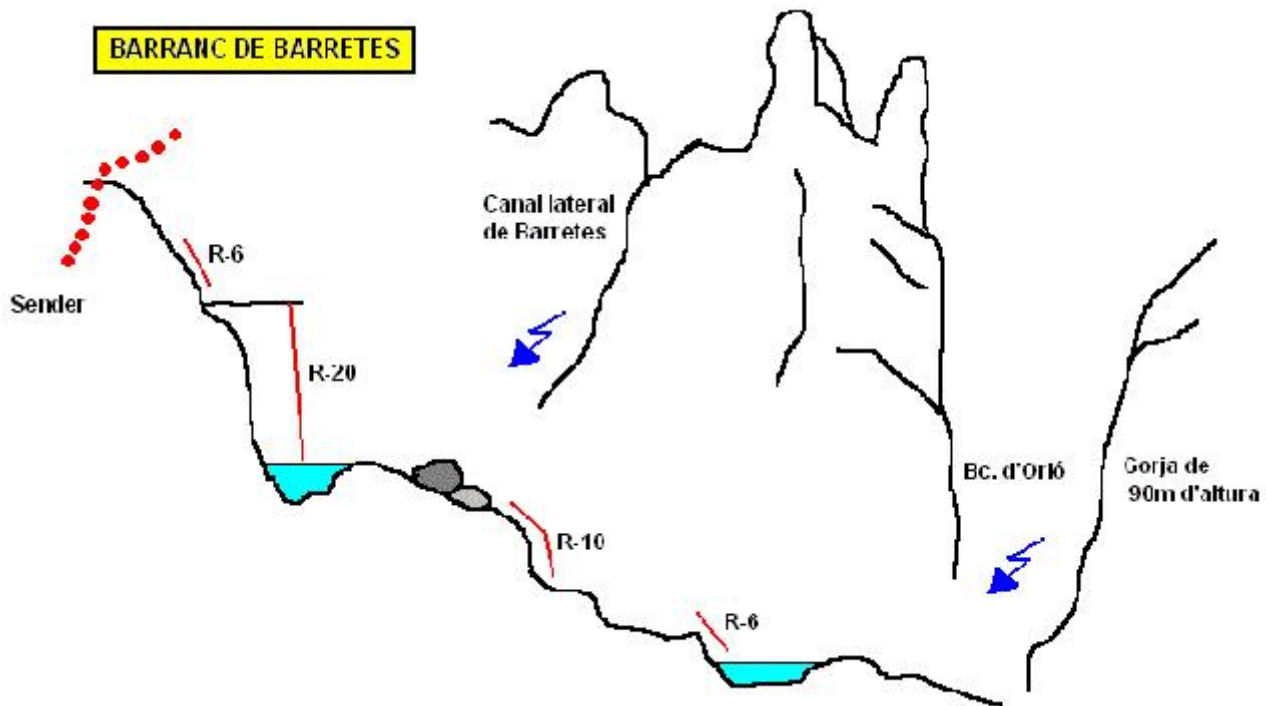 BARRANC DE BARRETES
Canal lateral
de Barretes
R-6
Sender
R-20
Bc. d'Orló
Gorja de
90m d'altura
R-10
R-6